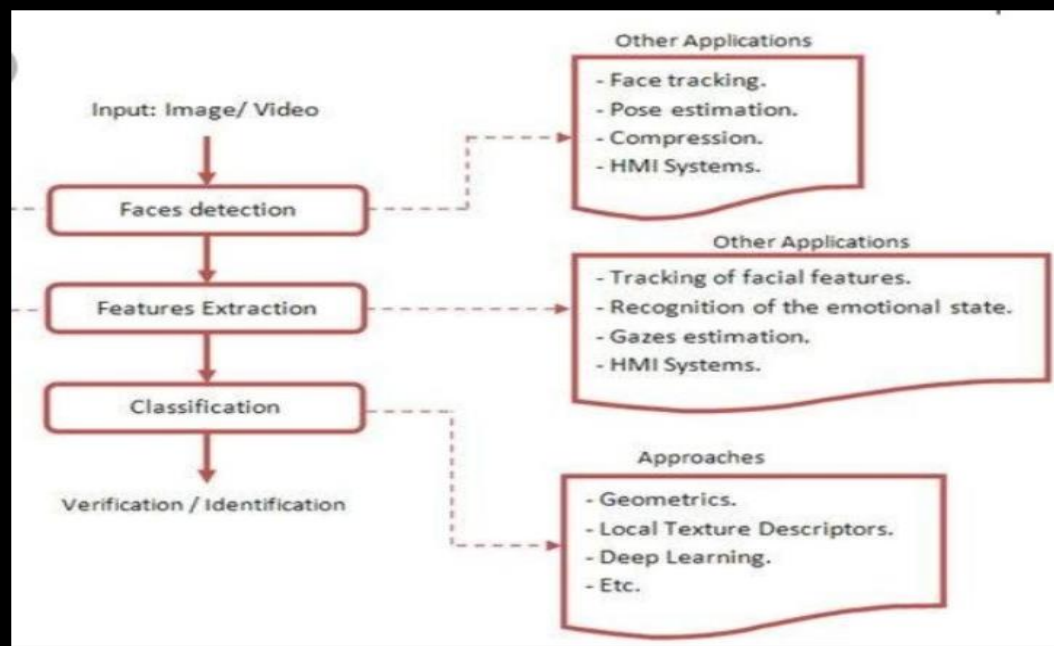 Input: Image/ Video
Faces detection
Features Extraction
Classification
Verification / Identification
Other Applications
- Face tracking.
- Pose estimation.
- Compression.
- HMI Systems.
Other Applications
- Tracking of facial features.
- Recognition of the emotional state.
- Gazes estimation.
- HMI Systems.
Approaches
- Geometrics.
- Local Texture Descriptors.
- Deep Learning.
- Etc.